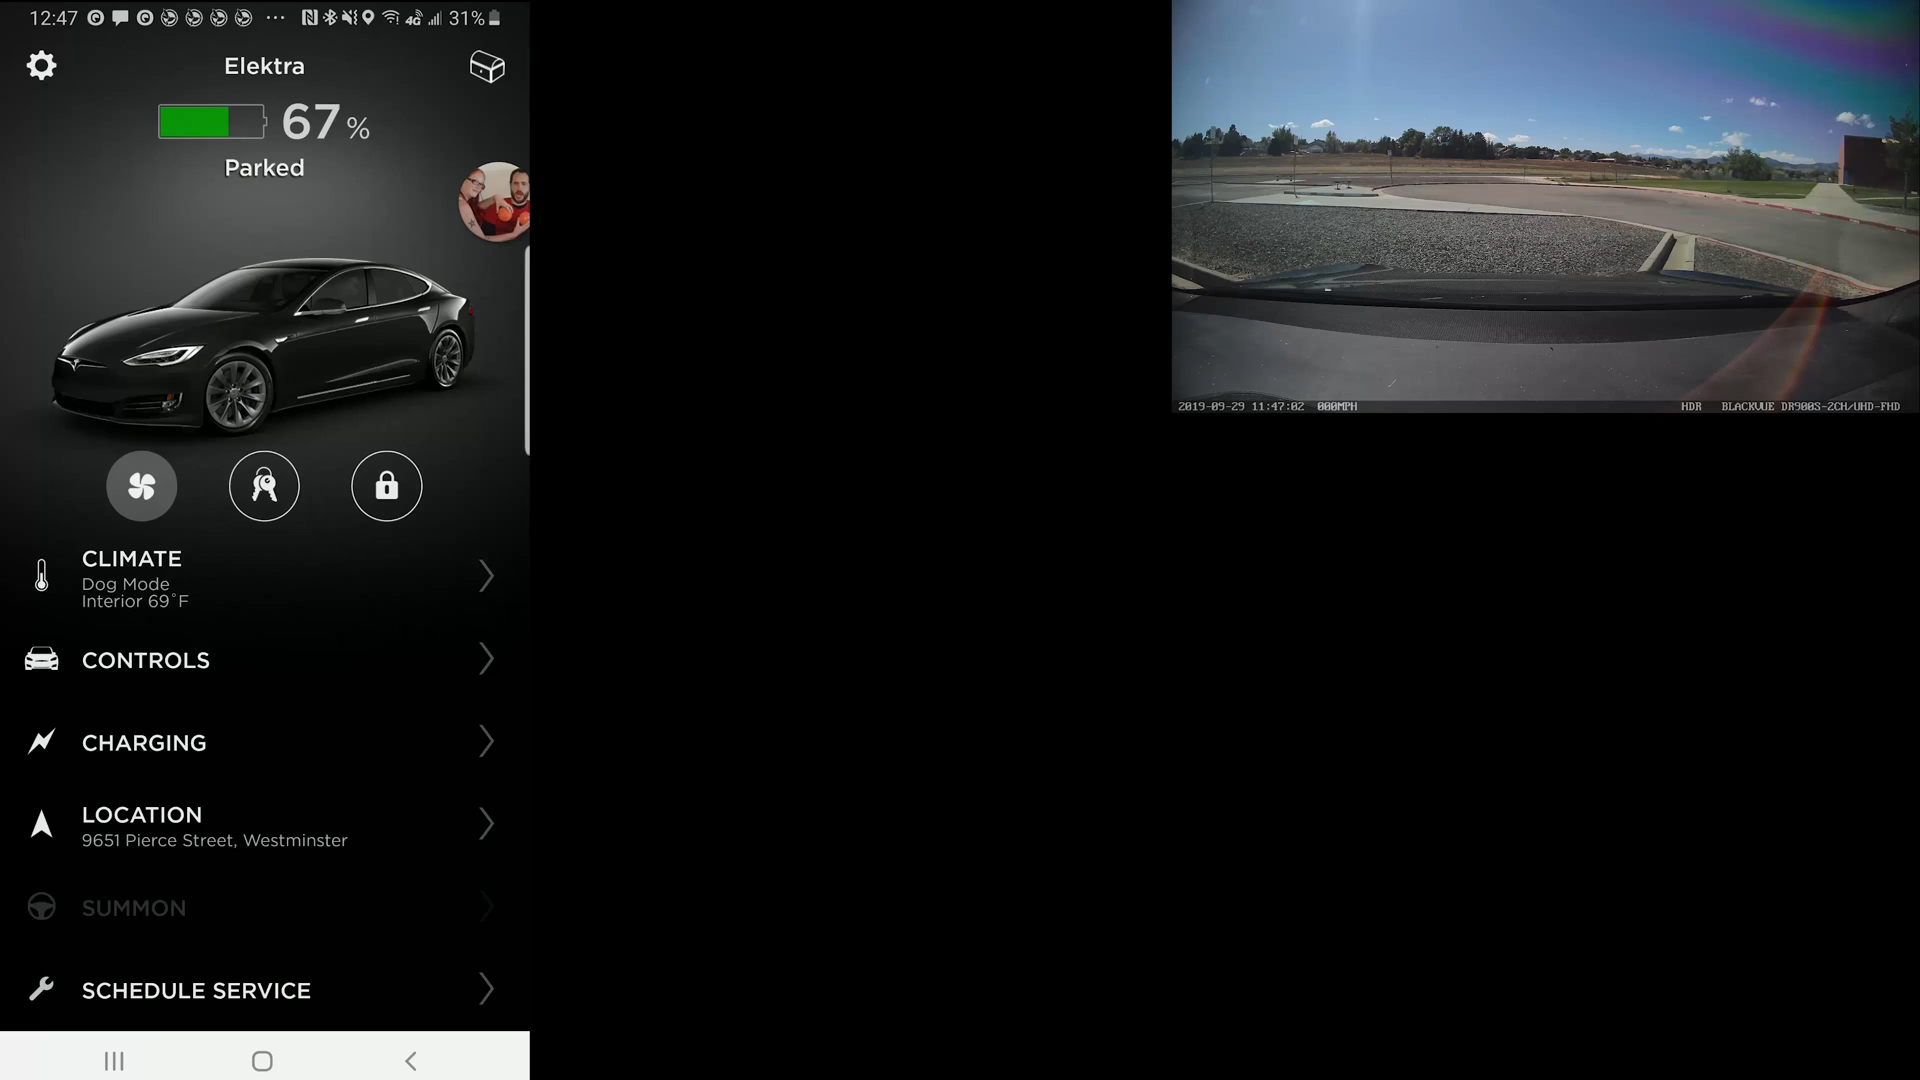 12:47
4G
31%
Elektra
67 %
Parked
CLIMATE
Dog Mode
Interior 69°F
CONTROLS
CHARGING
LOCATION
9651 Pierce Street, Westminster
SUMMON
SCHEDULE SERVICE
2019-09-29 11:47:02 000MPH
HDR BLACKVUE DR900S-2CH/UHD-FHD